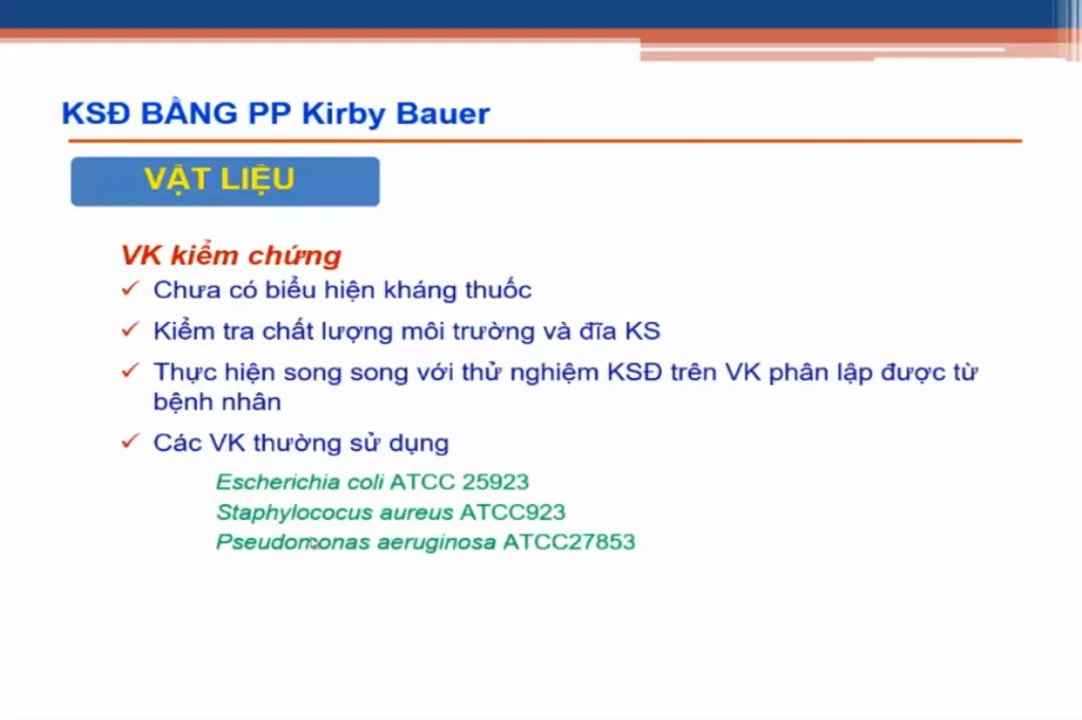 KSĐ BẰNG PP Kirby Bauer
VẬT LIỆU
VK kiểm chứng
✓ Chưa có biểu hiện kháng thuốc
✓ Kiểm tra chất lượng môi trường và đĩa KS
✓ Thực hiện song song với thử nghiệm KSĐ trên VK phân lập được từ
bệnh nhân
✓ Các VK thường sử dụng
Escherichia coli ATCC 25923
Staphylococus aureus ATCC923
Pseudomonas aeruginosa ATCC27853